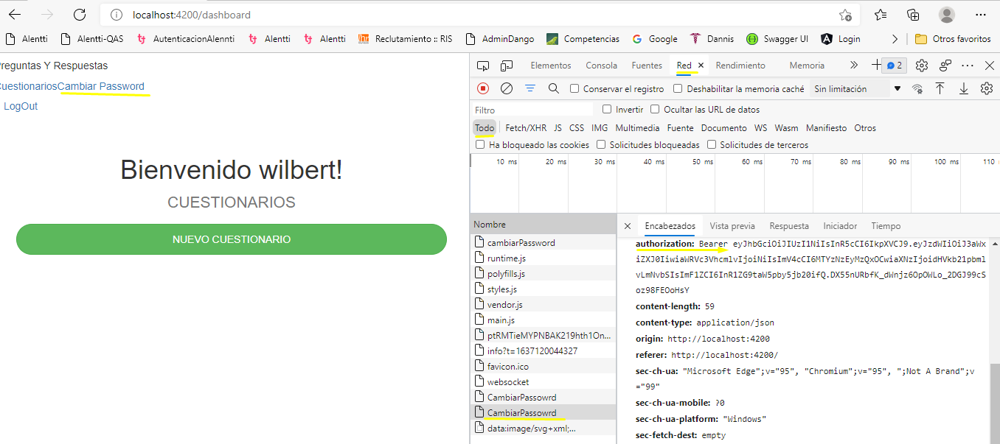 localhost:4200/dashboard
Alentti Alentti-QAS AutenticacionAlennti Alentti Alentti Reclutamiento :: RIS AdminDango Competencias Google Dannis Swagger UI Login Otros favoritos
Preguntas Y Respuestas
CuestionariosCambiar Password
LogOut
Bienvenido wilbert!
CUESTIONARIOS
NUEVO CUESTIONARIO
Elementos Consola Fuentes Red Rendimiento Memoria 2
Conservar el registro Deshabilitar la memoria caché Sin limitación
Filtro Invertir Ocultar las URL de datos
Todo Fetch/XHR JS CSS IMG Multimedia Fuente Documento WS Wasm Manifiesto Otros
Ha bloqueado las cookies Solicitudes bloqueadas Solicitudes de terceros
10 ms 20 ms 30 ms 40 ms 50 ms 60 ms 70 ms 80 ms 90 ms 100 ms 110
Nombre
cambiarPassword
runtime.js
polyfills.js
styles.js
vendor.js
main.js
ptRMTieMYPNBAK219hth1On...
info?t=1637120044327
favicon.ico
websocket
CambiarPassowrd
CambiarPassowrd
data:image/svg+xml;...
Encabezados Vista previa Respuesta Iniciador Tiempo
authorization: Bearer eyJhbGciOiJIUzI1NiIsInR5cCI6IkpXVCJ9.eyJzdWIiOiJ3aWx
iZXJ0IiwiaWRVc3VhcmlvIjoiNiIsImV4cCI6MTYzNzEyMzQxOCwiaXNzIjoidHVkb21pbml
vLmNvbSIsImF1ZCI6InR1ZG9taW5pby5jb20ifQ.DX55nURbfK_dWnjz6OpOWLo_2DGJ99cS
oz98FEOoHsY
content-length: 59
content-type: application/json
origin: http://localhost:4200
referer: http://localhost:4200/
sec-ch-ua: "Microsoft Edge";v="95", "Chromium";v="95", ";Not A Brand";v
="99"
sec-ch-ua-mobile: ?0
sec-ch-ua-platform: "Windows"
sec-fetch-dest: empty